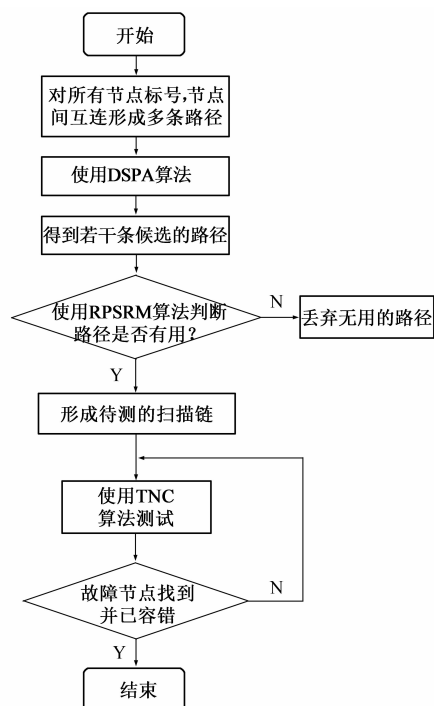 开始
对所有节点标号,节点
间互连形成多条路径
使用DSPA算法
得到若干条候选的路径
使用RPSRM算法判断
路径是否有用?
N
丢弃无用的路径
Y
形成待测的扫描链
使用TNC
算法测试
故障节点找到
并已容错
N
Y
结束